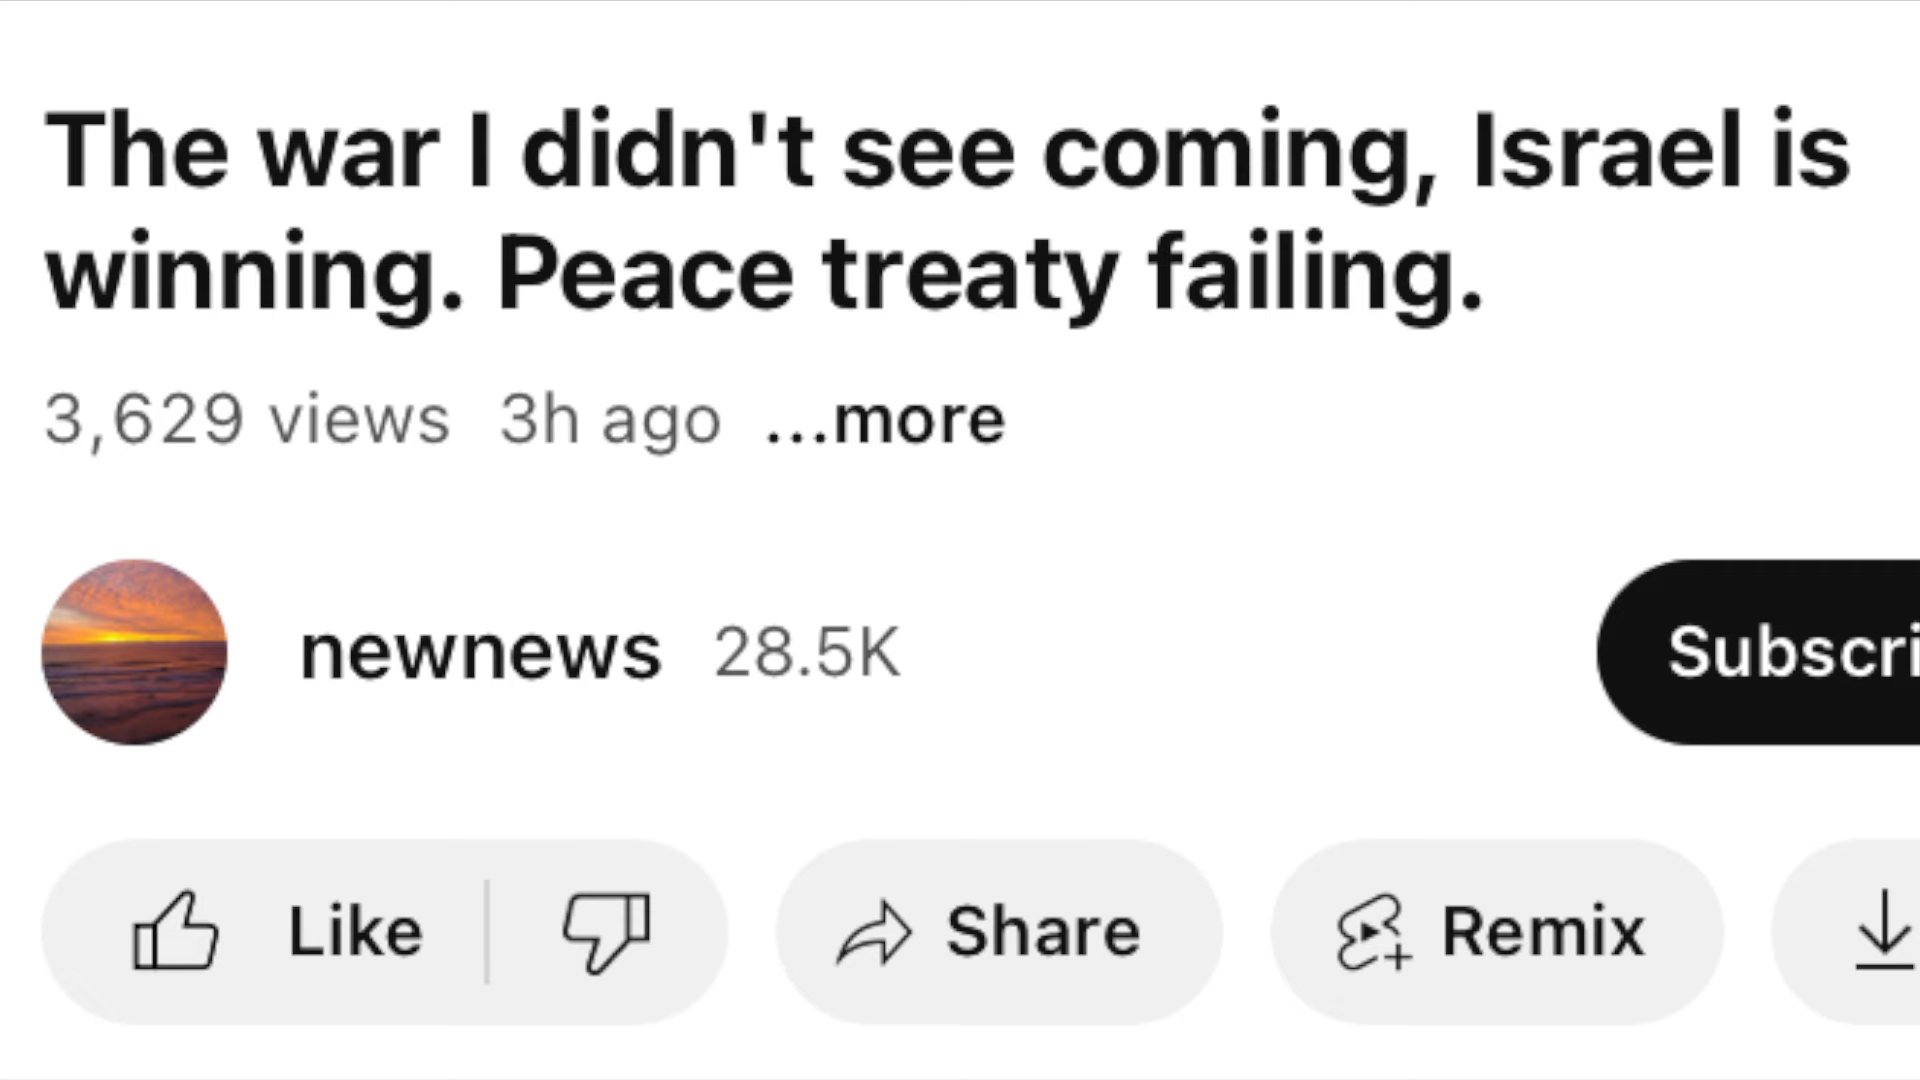 The war I didn't see coming, Israel is
winning. Peace treaty failing.
3,629 views 3h ago ...more
newnews 28.5K
Subscri
Like
Share
Remix